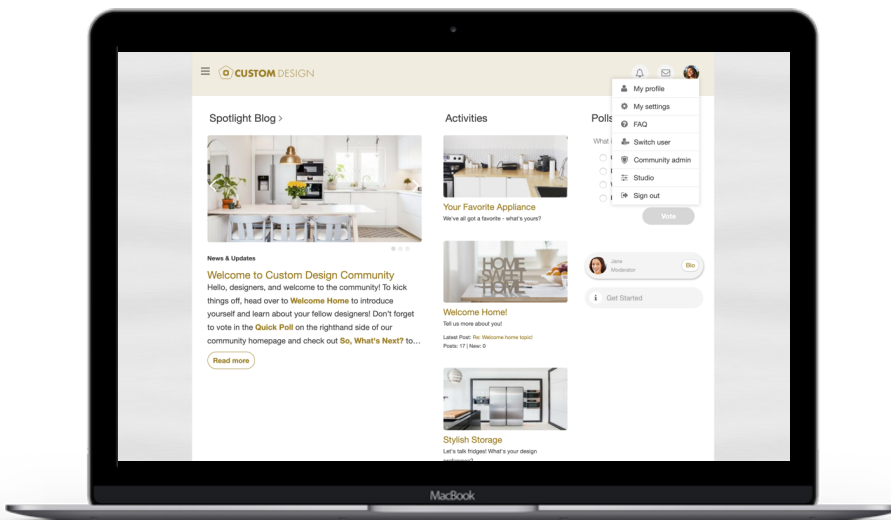 CUSTOM DESIGN
My profile
My settings
FAQ
Switch user
Community admin
Studio
Sign out
Spotlight Blog >
News & Updates
Welcome to Custom Design Community
Hello, designers, and welcome to the community! To kick
things off, head over to Welcome Home to introduce
yourself and learn about your fellow designers! Don't forget
to vote in the Quick Poll on the righthand side of our
community homepage and check out So, What's Next? to...
Read more
Activities
Your Favorite Appliance
We've all got a favorite - what's yours?
HOME
SWEET
HOME
Welcome Home!
Tell us more about you!
Latest Post: Re: Welcome home topic!
Posts: 17 | New: 0
Stylish Storage
Let's talk fridges! What's your design
Polls
What
Vote
Jena
Moderator
Bio
Get Started
MacBook